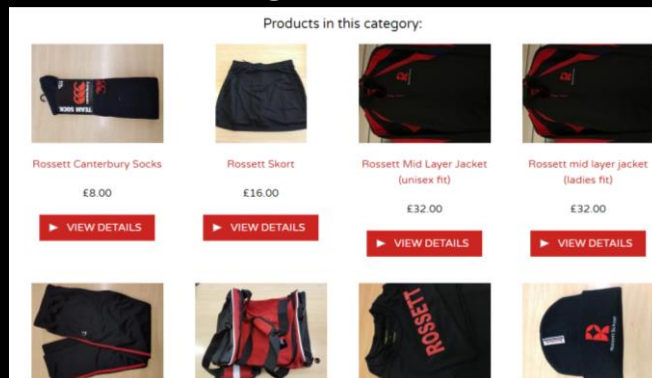 Products in this category:
TEAM SOCK
Rossett Canterbury Socks
£8.00
VIEW DETAILS
Rossett Skort
£16.00
VIEW DETAILS
Rossett Mid Layer Jacket
(unisex fit)
£32.00
VIEW DETAILS
Rossett mid layer jacket
(ladies fit)
£32.00
VIEW DETAILS
ROSSETT